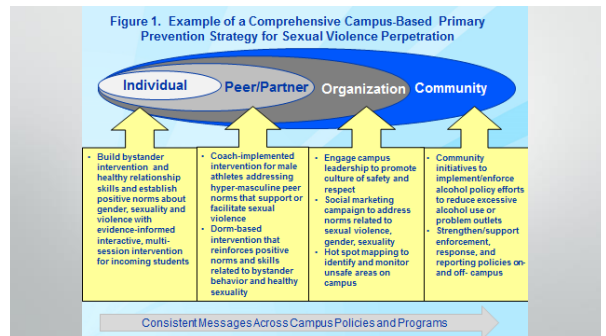 Figure 1. Example of a Comprehensive Campus-Based Primary
Prevention Strategy for Sexual Violence Perpetration
Individual
Peer/Partner
Organization
Community
• Build bystander
intervention and
healthy relationship
skills and establish
positive norms about
gender, sexuality and
violence with
evidence-informed
interactive, multi-
session intervention
for incoming students
• Coach-implemented
intervention for male
athletes addressing
hyper-masculine peer
norms that support or
facilitate sexual
violence
• Dorm-based
intervention that
reinforces positive
norms and skills
related to bystander
behavior and healthy
sexuality
• Engage campus
leadership to promote
culture of safety and
respect
• Social marketing
campaign to address
norms related to
sexual violence,
gender, sexuality
• Hot spot mapping to
identify and monitor
unsafe areas on
campus
• Community
initiatives to
implement/enforce
alcohol policy efforts
to reduce excessive
alcohol use or
problem outlets
• Strengthen/support
enforcement,
response, and
reporting policies on-
and off- campus
Consistent Messages Across Campus Policies and Programs